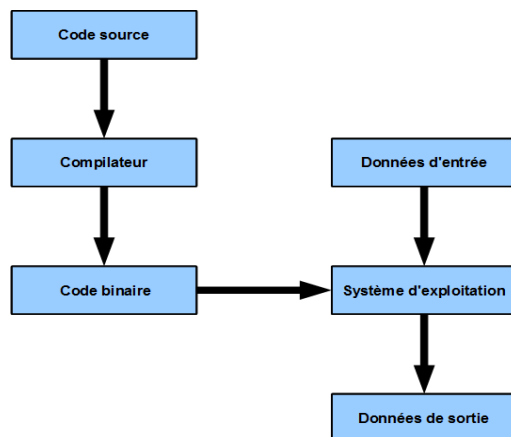 Code source
Compilateur
Données d'entrée
Code binaire
Système d'exploitation
Données de sortie